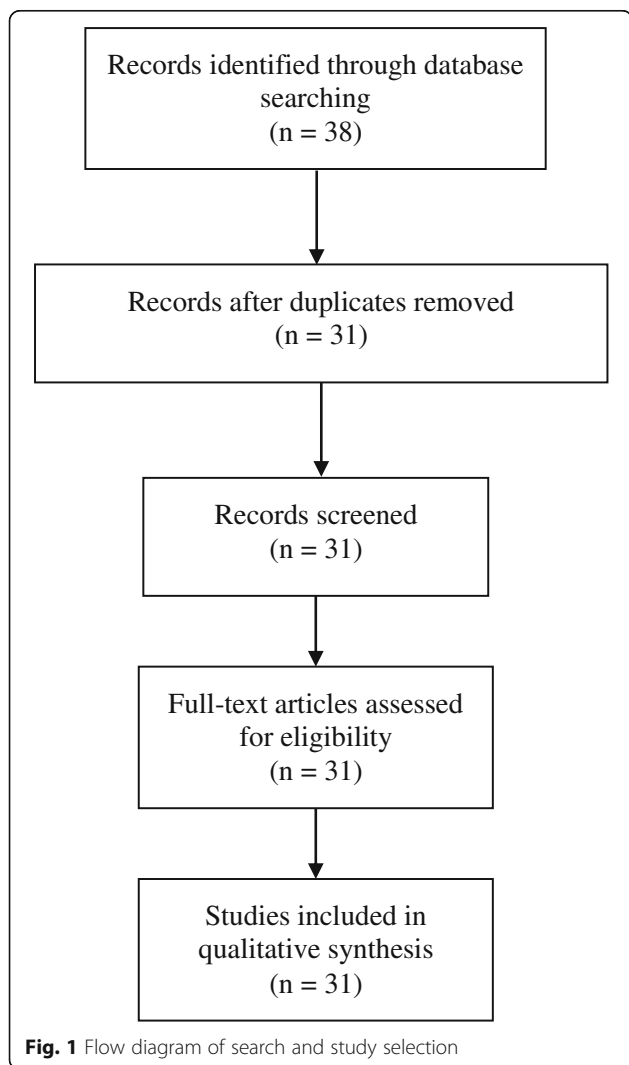 Records identified through database
searching
(n = 38)
Records after duplicates removed
(n = 31)
Records screened
(n = 31)
Full-text articles assessed
for eligibility
(n = 31)
Studies included in
qualitative synthesis
(n = 31)
Fig. 1 Flow diagram of search and study selection